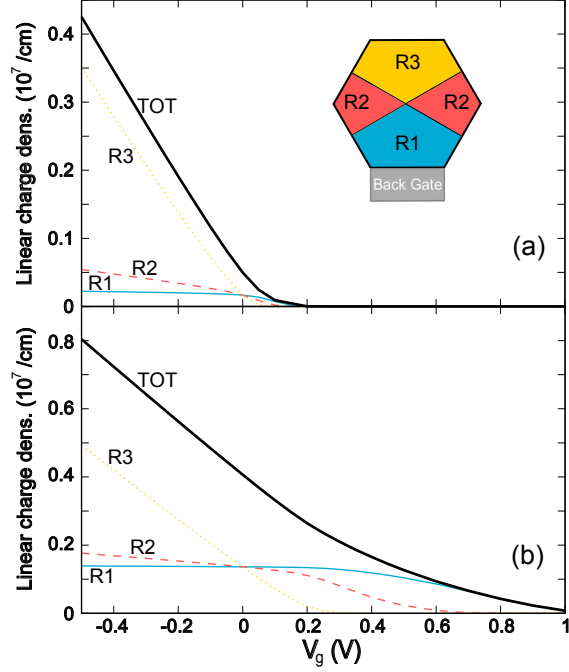 0.4
0.3
0.2
0.1
0
Linear charge dens. (10⁷ /cm)
TOT
R3
R2
R1
R3
R2
R2
R1
Back Gate
(a)
0.8
0.6
0.4
0.2
0
Linear charge dens. (10⁷ /cm)
TOT
R3
R2
R1
(b)
-0.4 -0.2 0 0.2 0.4 0.6 0.8 1
V_g (V)